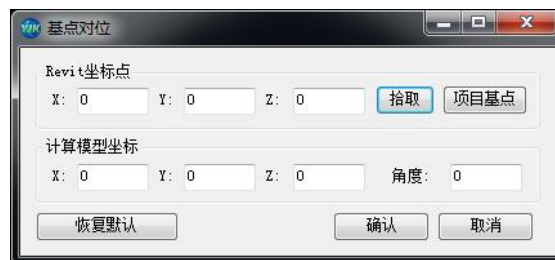 YJK 基点对位
Revit坐标点
X: 0 Y: 0 Z: 0 拾取 项目基点
计算模型坐标
X: 0 Y: 0 Z: 0 角度: 0
恢复默认 确认 取消